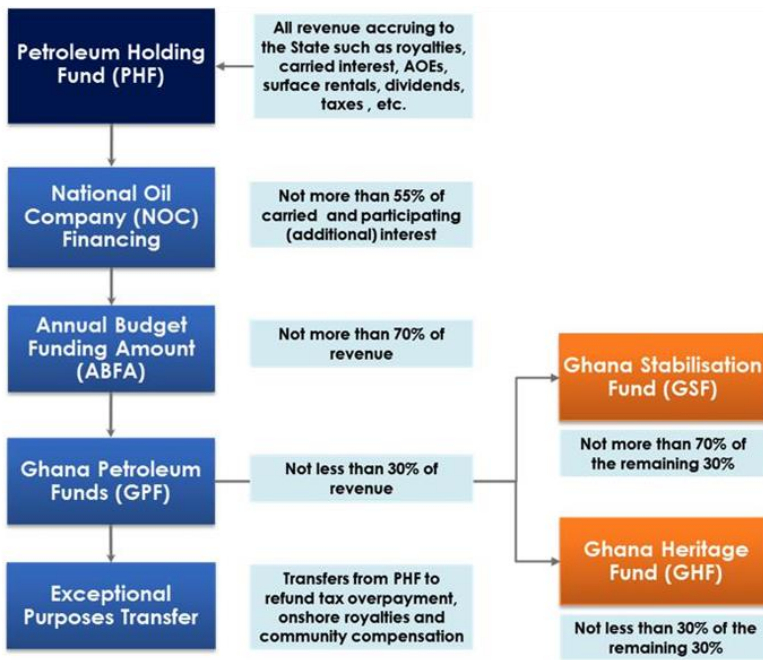 Petroleum Holding
Fund (PHF)
All revenue accruing to
the State such as royalties,
carried interest, AOEs,
surface rentals, dividends,
taxes , etc.
National Oil
Company (NOC)
Financing
Not more than 55% of
carried and participating
(additional) interest
Annual Budget
Funding Amount
(ABFA)
Not more than 70% of
revenue
Ghana Stabilisation
Fund (GSF)
Not more than 70% of
the remaining 30%
Ghana Petroleum
Funds (GPF)
Not less than 30% of
revenue
Ghana Heritage
Fund (GHF)
Not less than 30% of the
remaining 30%
Exceptional
Purposes Transfer
Transfers from PHF to
refund tax overpayment,
onshore royalties and
community compensation